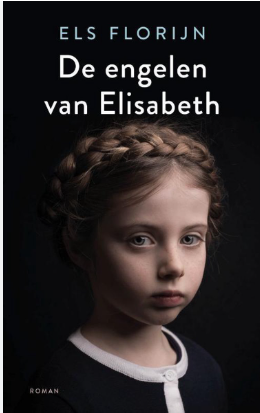 ELS FLORIJN
De engelen
van Elisabeth
ROMAN